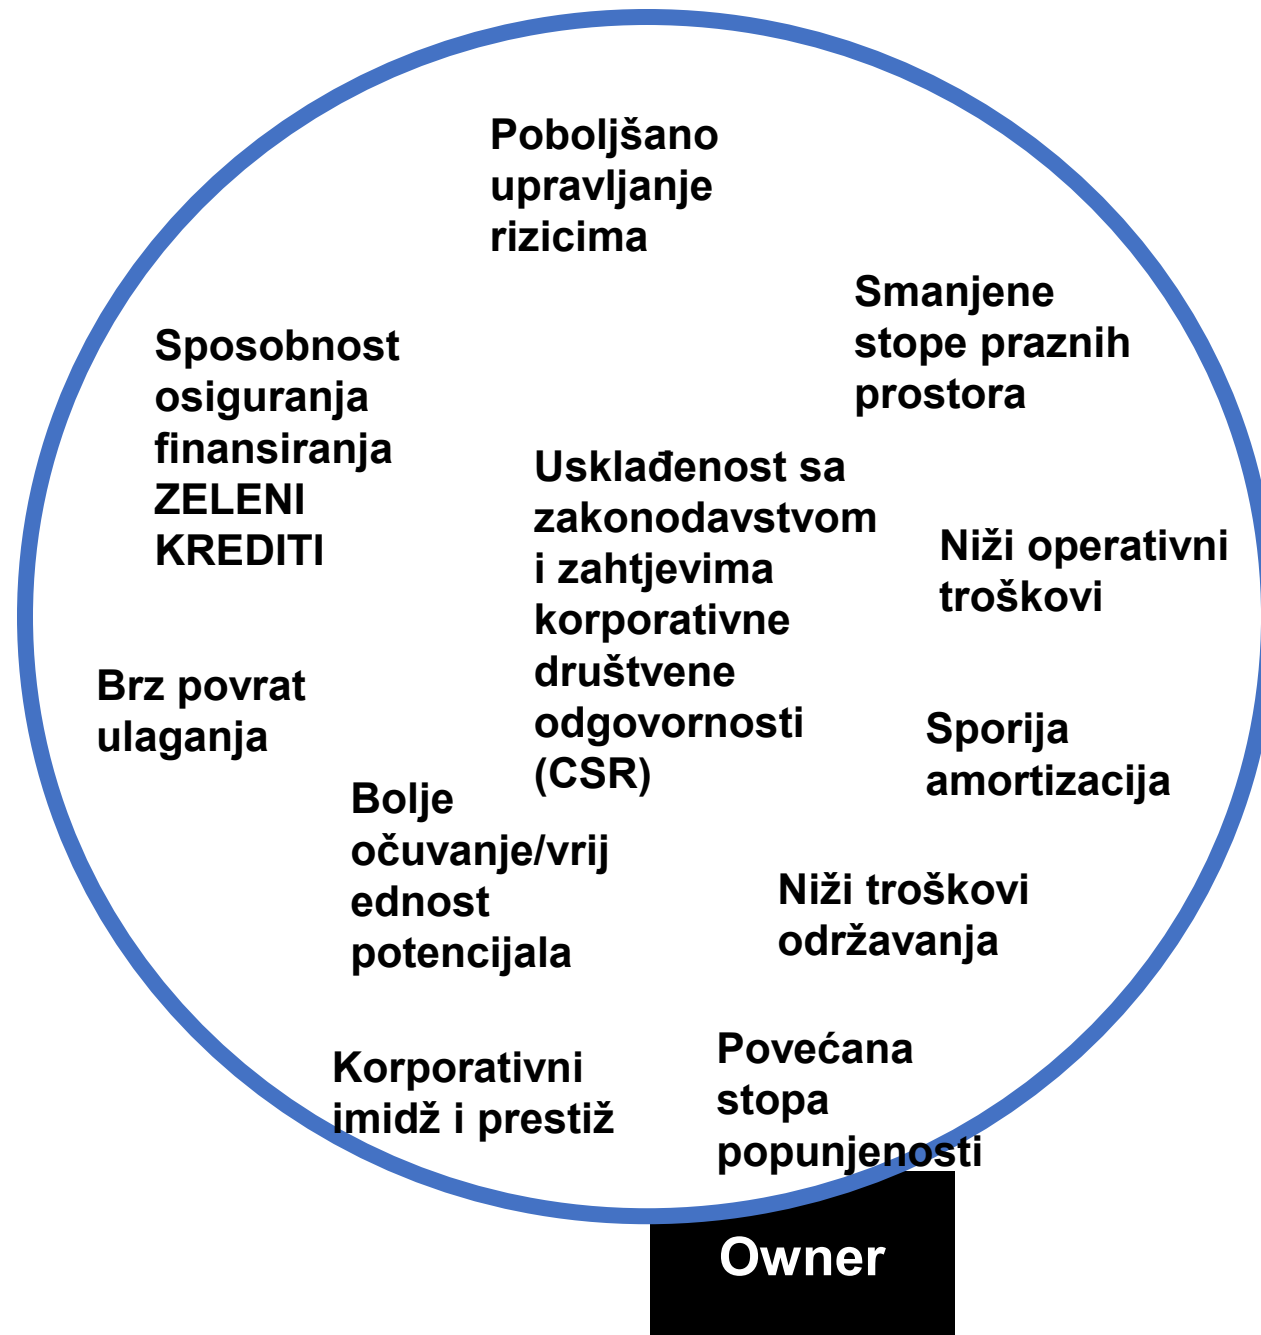 Poboljšano
upravljanje
rizicima
Smanjene
stope praznih
prostora
Sposobnost
osiguranja
finansiranja
ZELENI
KREDITI
Usklađenost sa
zakonodavstvom
i zahtjevima
korporativne
društvene
odgovornosti
(CSR)
Niži operativni
troškovi
Brz povrat
ulaganja
Sporija
amortizacija
Bolje
očuvanje/vrij
ednost
potencijala
Niži troškovi
održavanja
Korporativni
imidž i prestiž
Povećana
stopa
popunjenosti
Owner